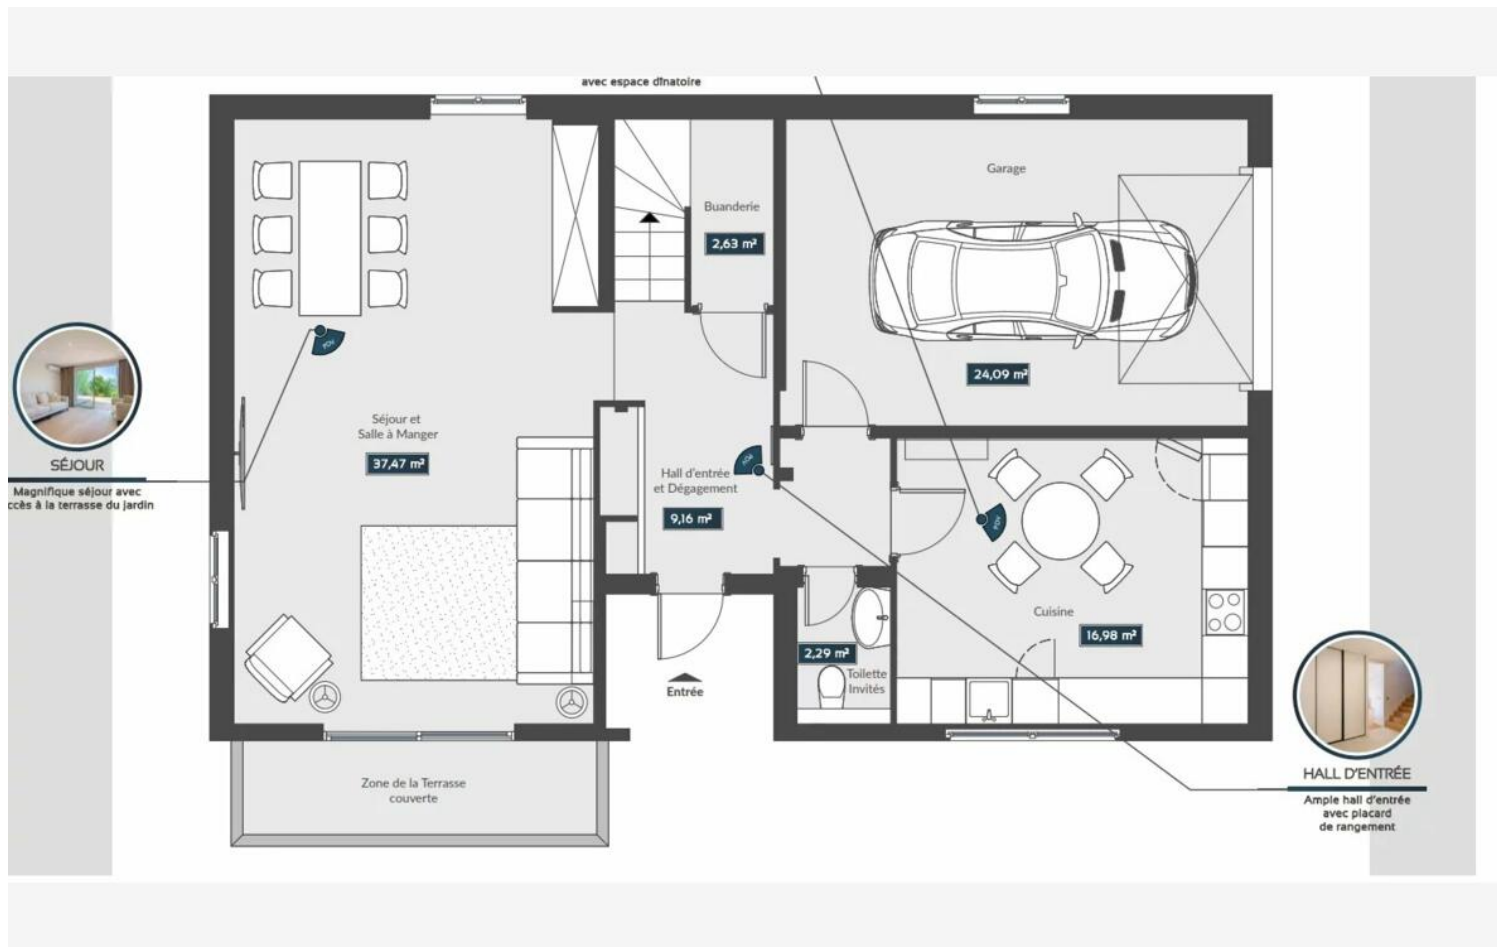 avec espace dînatoire
Garage
Buanderie
2,63 m²
24,09 m²
PDV
Séjour et
Salle à Manger
37,47 m²
SÉJOUR
Magnifique séjour avec
ccès à la terrasse du jardin
PDV
Hall d'entrée
et Dégagement
9,16 m²
PDV
Cuisine
16,98 m²
2,29 m²
Toilette
Invités
Entrée
Zone de la Terrasse
couverte
HALL D'ENTRÉE
Ample hall d'entrée
avec placard
de rangement